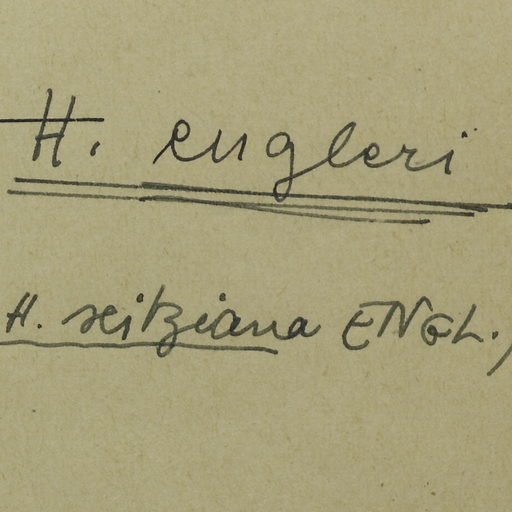 H. engleri
H. seitziana ENGL.,